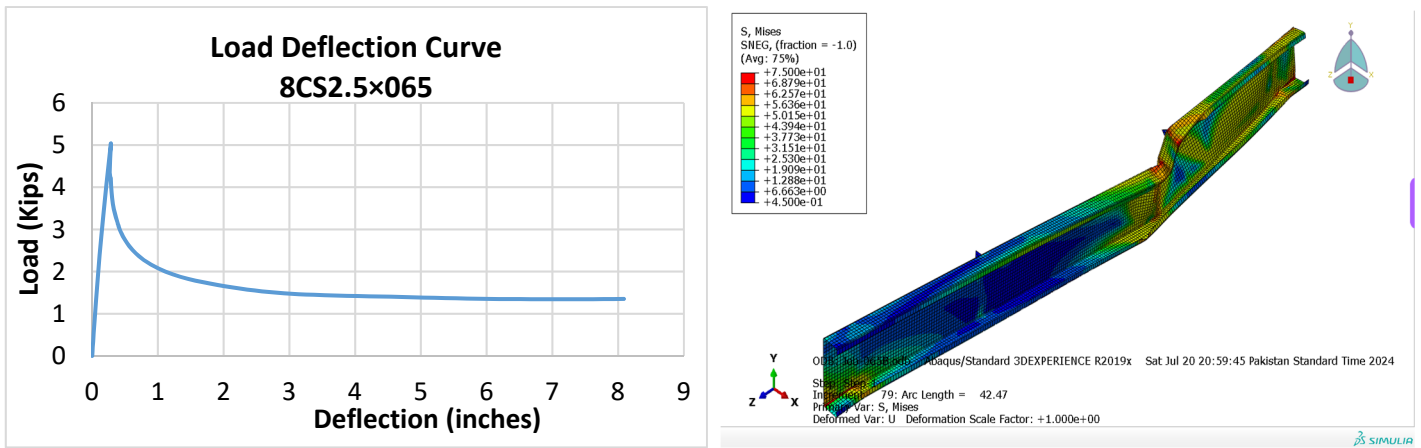 Load Deflection Curve
8CS2.5×065
6
5
4
3
2
1
0
Load (Kips)
0 1 2 3 4 5 6 7 8 9
Deflection (inches)
S, Mises
SNEG, (fraction = -1.0)
(Avg: 75%)
+7.500e+01
+6.879e+01
+6.257e+01
+5.636e+01
+5.015e+01
+4.394e+01
+3.773e+01
+3.151e+01
+2.530e+01
+1.909e+01
+1.288e+01
+6.663e+00
+4.500e-01
Y
Z X
Y
Z X
Abaqus/Standard 3DEXPERIENCE R2019x Sat Jul 20 20:59:45 Pakistan Standard Time 2024
Step: Step
Increment 79: Arc Length = 42.47
Primary Var: S, Mises
Deformed Var: U Deformation Scale Factor: +1.000e+00
SIMULIA